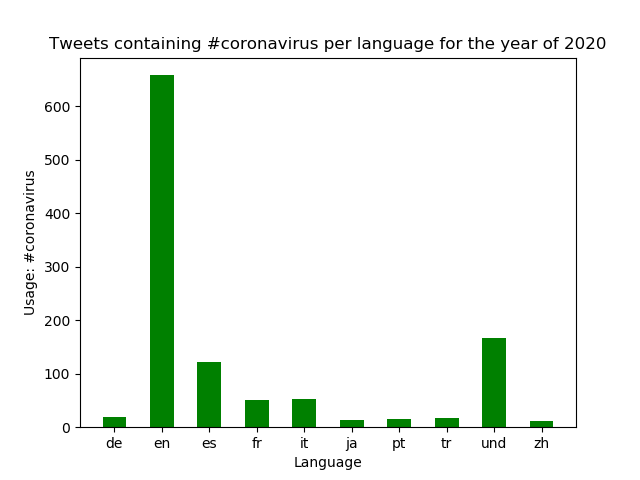 Tweets containing #coronavirus per language for the year of 2020
Usage: #coronavirus
600
500
400
300
200
100
0
de en es fr it ja pt tr und zh
Language